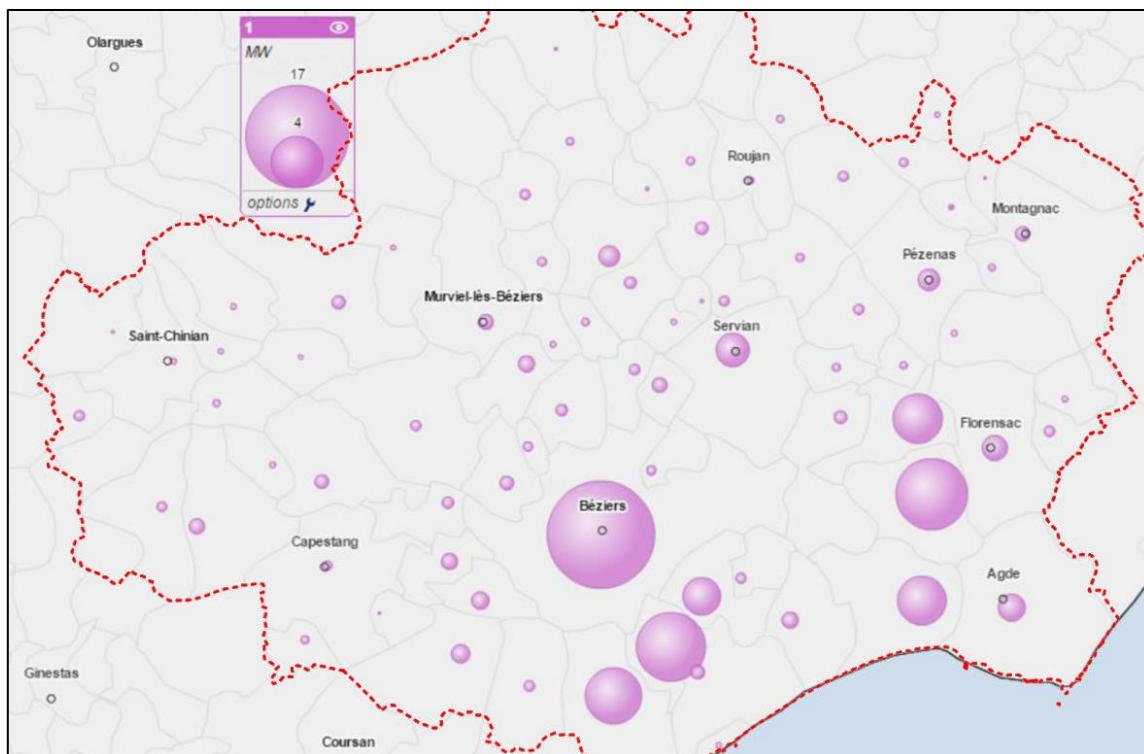 Olargues
1
MW
17
4
options
Roujan
Montagnac
Pézenas
Murviel-lès-Béziers
Servian
Saint-Chinian
Florensac
Béziers
Capestang
Agde
Ginestas
Coursan